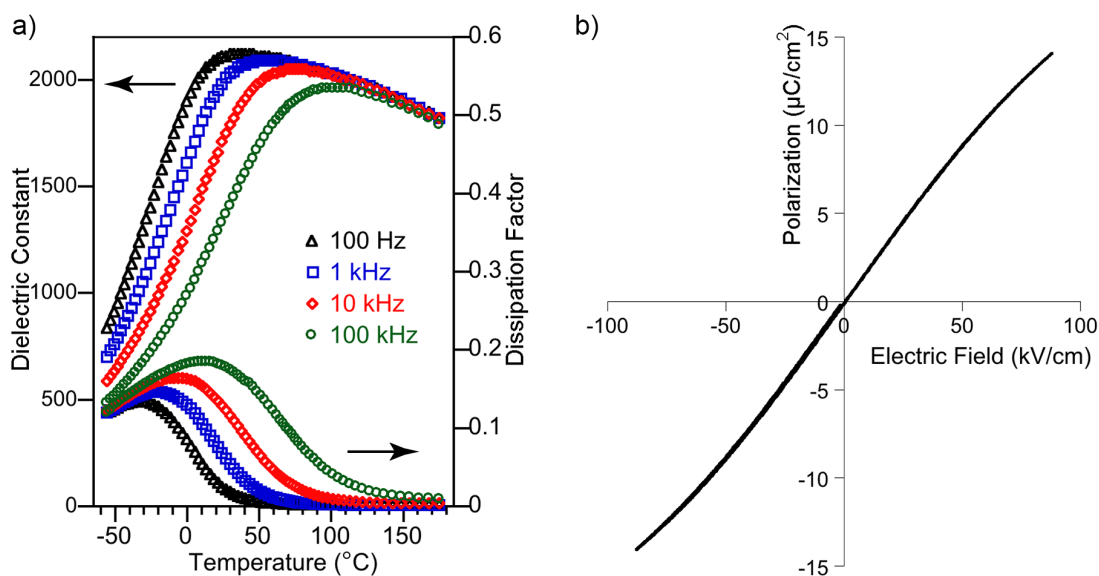 a)
Dielectric Constant
2000
1500
1000
500
0
0.6
0.5
0.4
0.3
0.2
0.1
0
Dissipation Factor
100 Hz
1 kHz
10 kHz
100 kHz
-50 0 50 100 150
Temperature (°C)
b)
Polarization (µC/cm²)
15
10
5
0
-5
-10
-15
-100 -50 0 50 100
Electric Field (kV/cm)